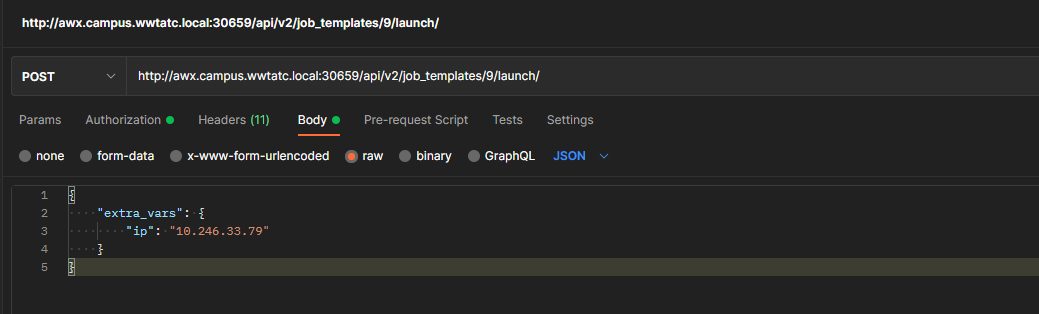 http://awx.campus.wwtatc.local:30659/api/v2/job_templates/9/launch/
POST http://awx.campus.wwtatc.local:30659/api/v2/job_templates/9/launch/
Params Authorization Headers (11) Body Pre-request Script Tests Settings
none form-data x-www-form-urlencoded raw binary GraphQL JSON
1 {
2 "extra_vars": {
3 "ip": "10.246.33.79"
4 }
5 }